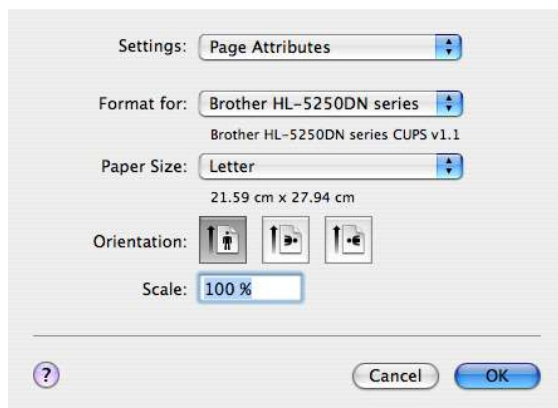 Settings: Page Attributes
Format for: Brother HL-5250DN series
Brother HL-5250DN series CUPS v1.1
Paper Size: Letter
21.59 cm x 27.94 cm
Orientation:
Scale: 100 %
? Cancel OK